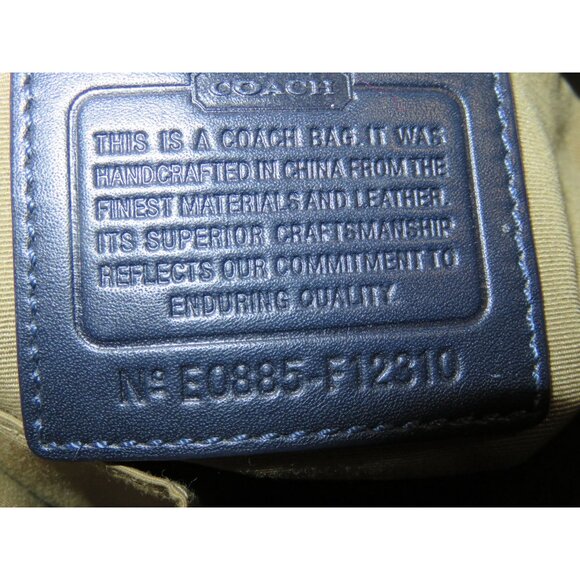 COACH
THIS IS A COACH BAG. IT WAS
HANDCRAFTED IN CHINA FROM THE
FINEST MATERIALS AND LEATHER.
ITS SUPERIOR CRAFTSMANSHIP
REFLECTS OUR COMMITMENT TO
ENDURING QUALITY
Nº E0885-F12310